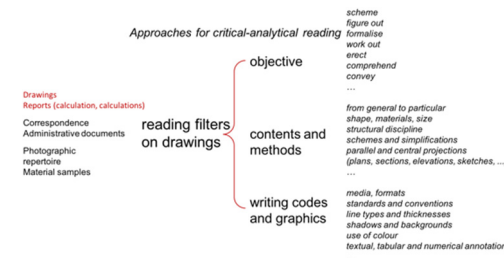 Approaches for critical-analytical reading
scheme
figure out
formalise
work out
erect
comprehend
convey
...
objective
Drawings
Reports (calculation, calculations)
Correspondence
Administrative documents
Photographic
repertoire
Material samples
reading filters
on drawings
contents and
methods
from general to particular
shape, materials, size
structural discipline
schemes and simplifications
parallel and central projections
(plans, sections, elevations, sketches, ...
...
writing codes
and graphics
media, formats
standards and conventions
line types and thicknesses
shadows and backgrounds
use of colour
textual, tabular and numerical annotation